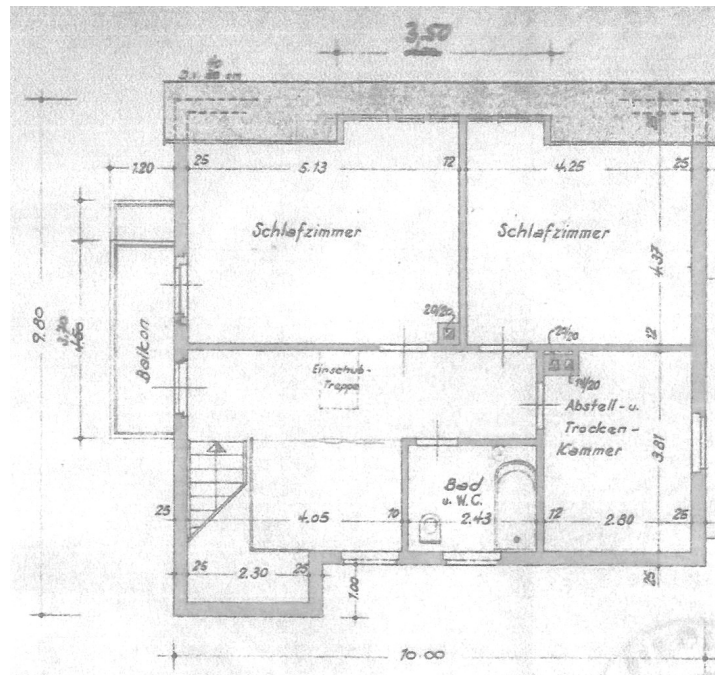 3,50
1.20
25
5.13
12
4.25
25
Schlafzimmer
Schlafzimmer
4.37
9.80
Balkon
20/20
12
20/20
Einschub-
Treppe
14/20
Abstell-u.
Trocken-
Kammer
3.81
Bad
u. W.C.
25
4.05
10
2.43
12
2.80
25
25
2.30
25
1.00
25
10.00